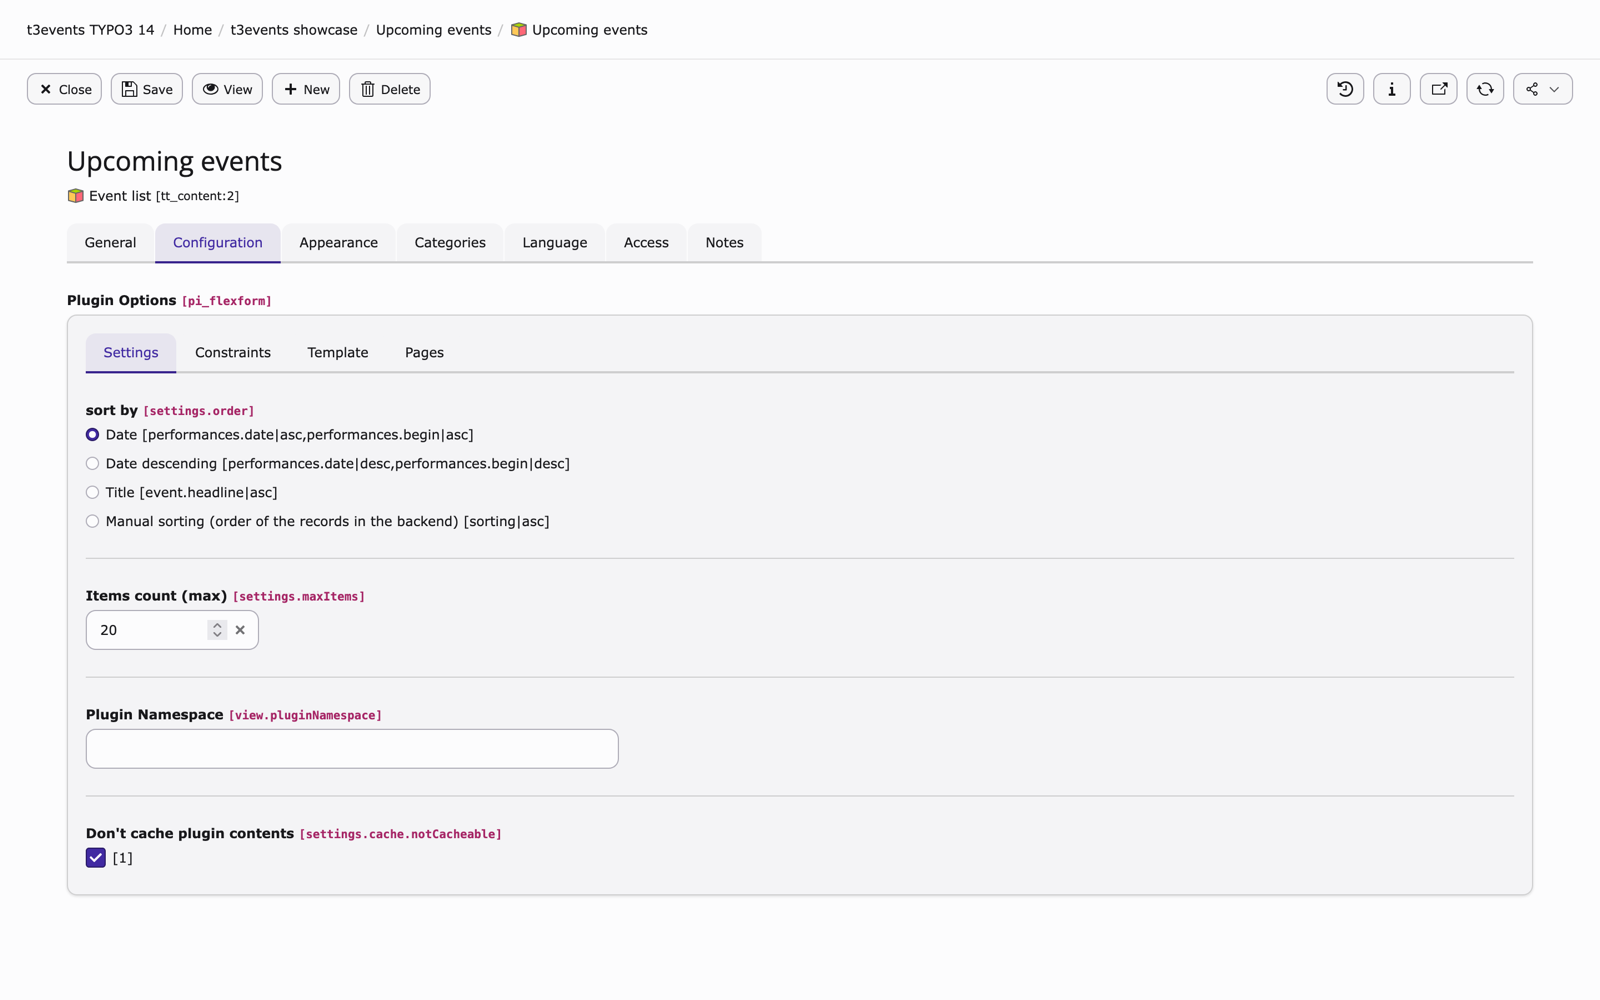 t3events TYPO3 14 / Home / t3events showcase / Upcoming events / Upcoming events
Close Save View New Delete
Upcoming events
Event list [tt_content:2]
General Configuration Appearance Categories Language Access Notes
Plugin Options [pi_flexform]
Settings Constraints Template Pages
sort by [settings.order]
Date [performances.date|asc,performances.begin|asc]
Date descending [performances.date|desc,performances.begin|desc]
Title [event.headline|asc]
Manual sorting (order of the records in the backend) [sorting|asc]
Items count (max) [settings.maxItems]
20
Plugin Namespace [view.pluginNamespace]
Don't cache plugin contents [settings.cache.notCacheable]
[1]